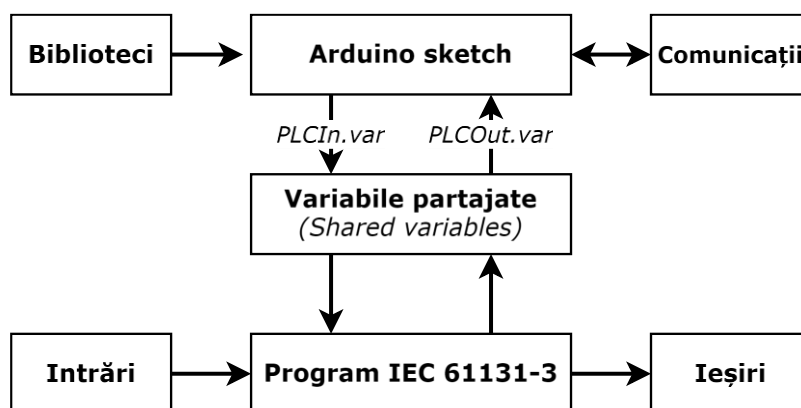 Biblioteci
Arduino sketch
Comunicații
PLCIn.var
PLCOut.var
Variabile partajate
(Shared variables)
Intrări
Program IEC 61131-3
Ieșiri